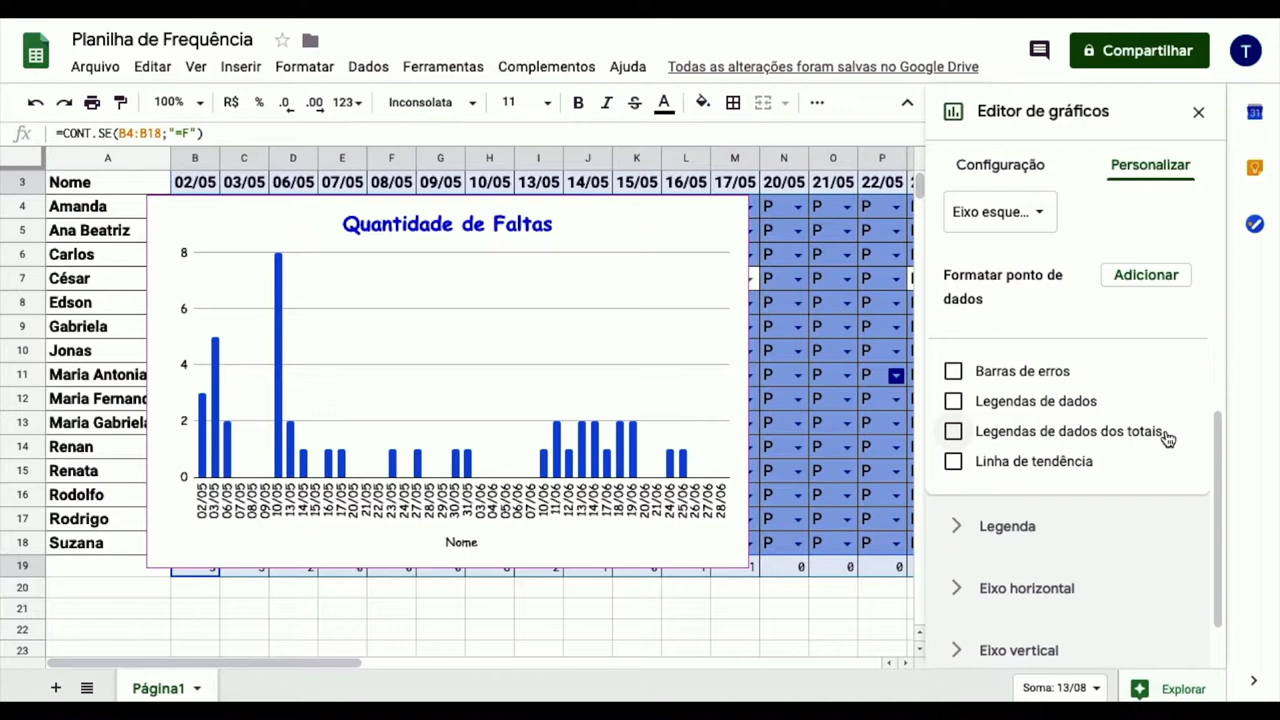 Planilha de Frequência
Arquivo Editar Ver Inserir Formatar Dados Ferramentas Complementos Ajuda Todas as alterações foram salvas no Google Drive
Compartilhar
T
100% R$ % .0 .00 123 Inconsolata 11 B I S A
fx =CONT.SE(B4:B18;"=F")
A B C D E F G H I J K L M N O P
3 Nome 02/05 03/05 06/05 07/05 08/05 09/05 10/05 13/05 14/05 15/05 16/05 17/05 20/05 21/05 22/05
4 Amanda P P P
5 Ana Beatriz P P P
6 Carlos P P P
7 César P P P
8 Edson P P P
9 Gabriela P P P
10 Jonas P P P
11 Maria Antonia P P P
12 Maria Fernand P P P
13 Maria Gabriela P P P
14 Renan P P P
15 Renata P P P
16 Rodolfo P P P
17 Rodrigo P P P
18 Suzana P P P
19 1 0 0 0
20
21
22
23
Quantidade de Faltas
8
6
4
2
0
02/05 03/05 06/05 07/05 08/05 09/05 10/05 13/05 14/05 15/05 16/05 17/05 20/05 21/05 22/05 23/05 24/05 27/05 28/05 29/05 30/05 31/05 03/06 04/06 05/06 06/06 07/06 10/06 11/06 12/06 13/06 14/06 17/06 18/06 19/06 20/06 21/06 24/06 25/06 26/06 27/06 28/06
Nome
Editor de gráficos
Configuração Personalizar
Eixo esque...
Formatar ponto de
dados
Adicionar
Barras de erros
Legendas de dados
Legendas de dados dos totais
Linha de tendência
Legenda
Eixo horizontal
Eixo vertical
31
Página1
Soma: 13/08
Explorar